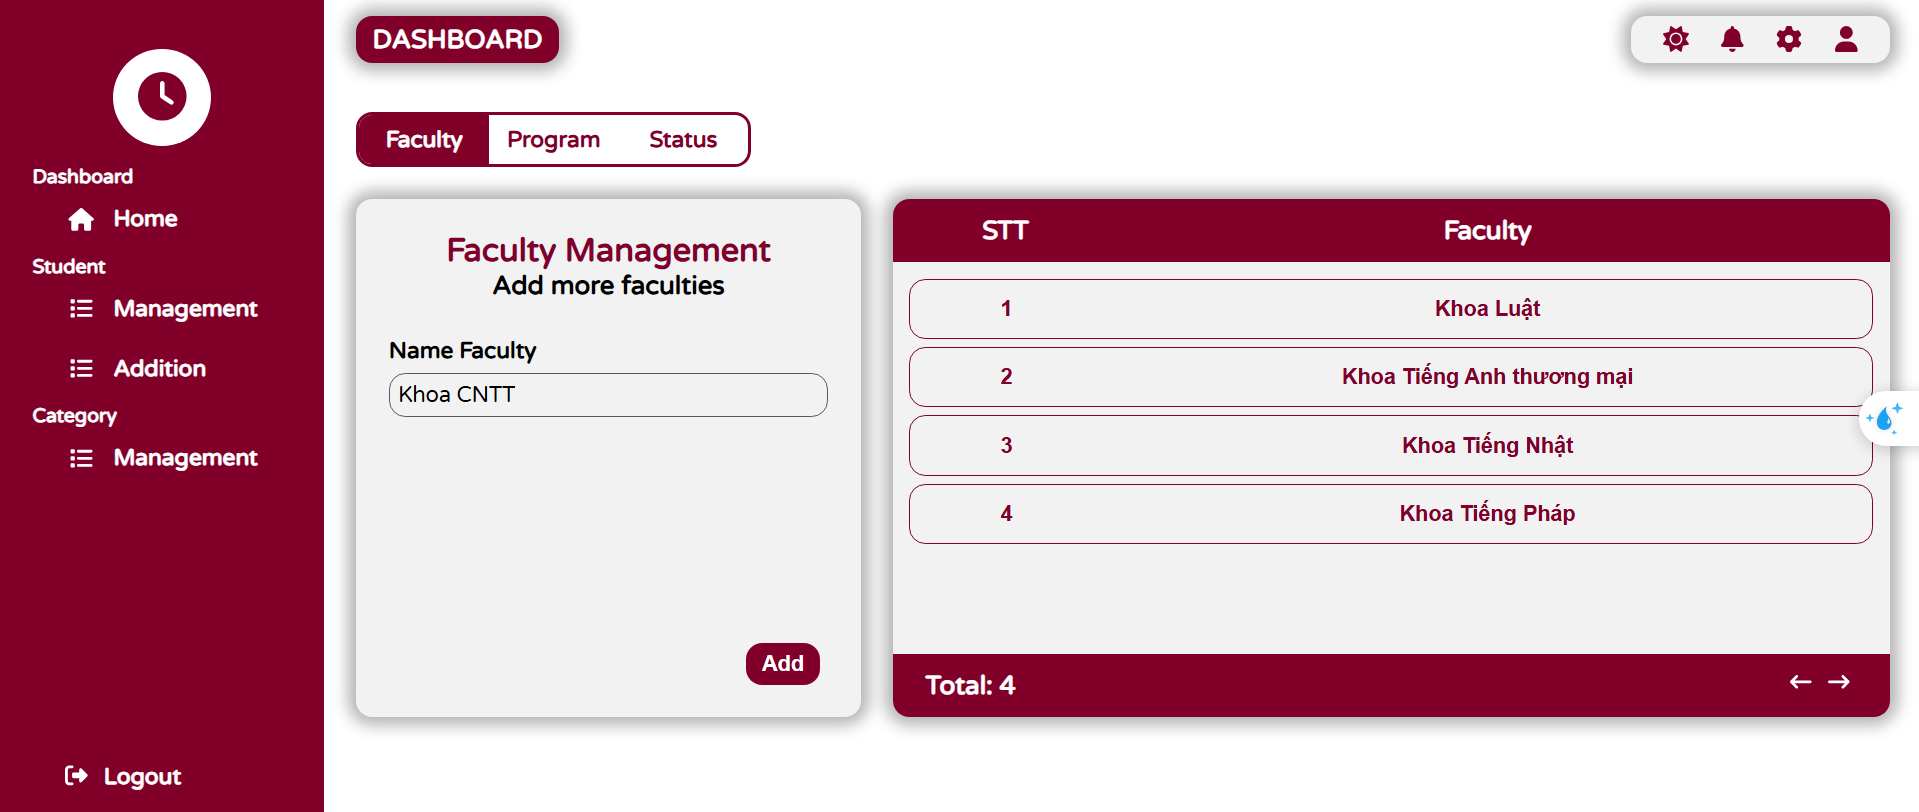 Dashboard
Home
Student
Management
Addition
Category
Management
Logout
DASHBOARD
Faculty Program Status
Faculty Management
Add more faculties
Name Faculty
Khoa CNTT
Add
STT Faculty
1 Khoa Luật
2 Khoa Tiếng Anh thương mại
3 Khoa Tiếng Nhật
4 Khoa Tiếng Pháp
Total: 4